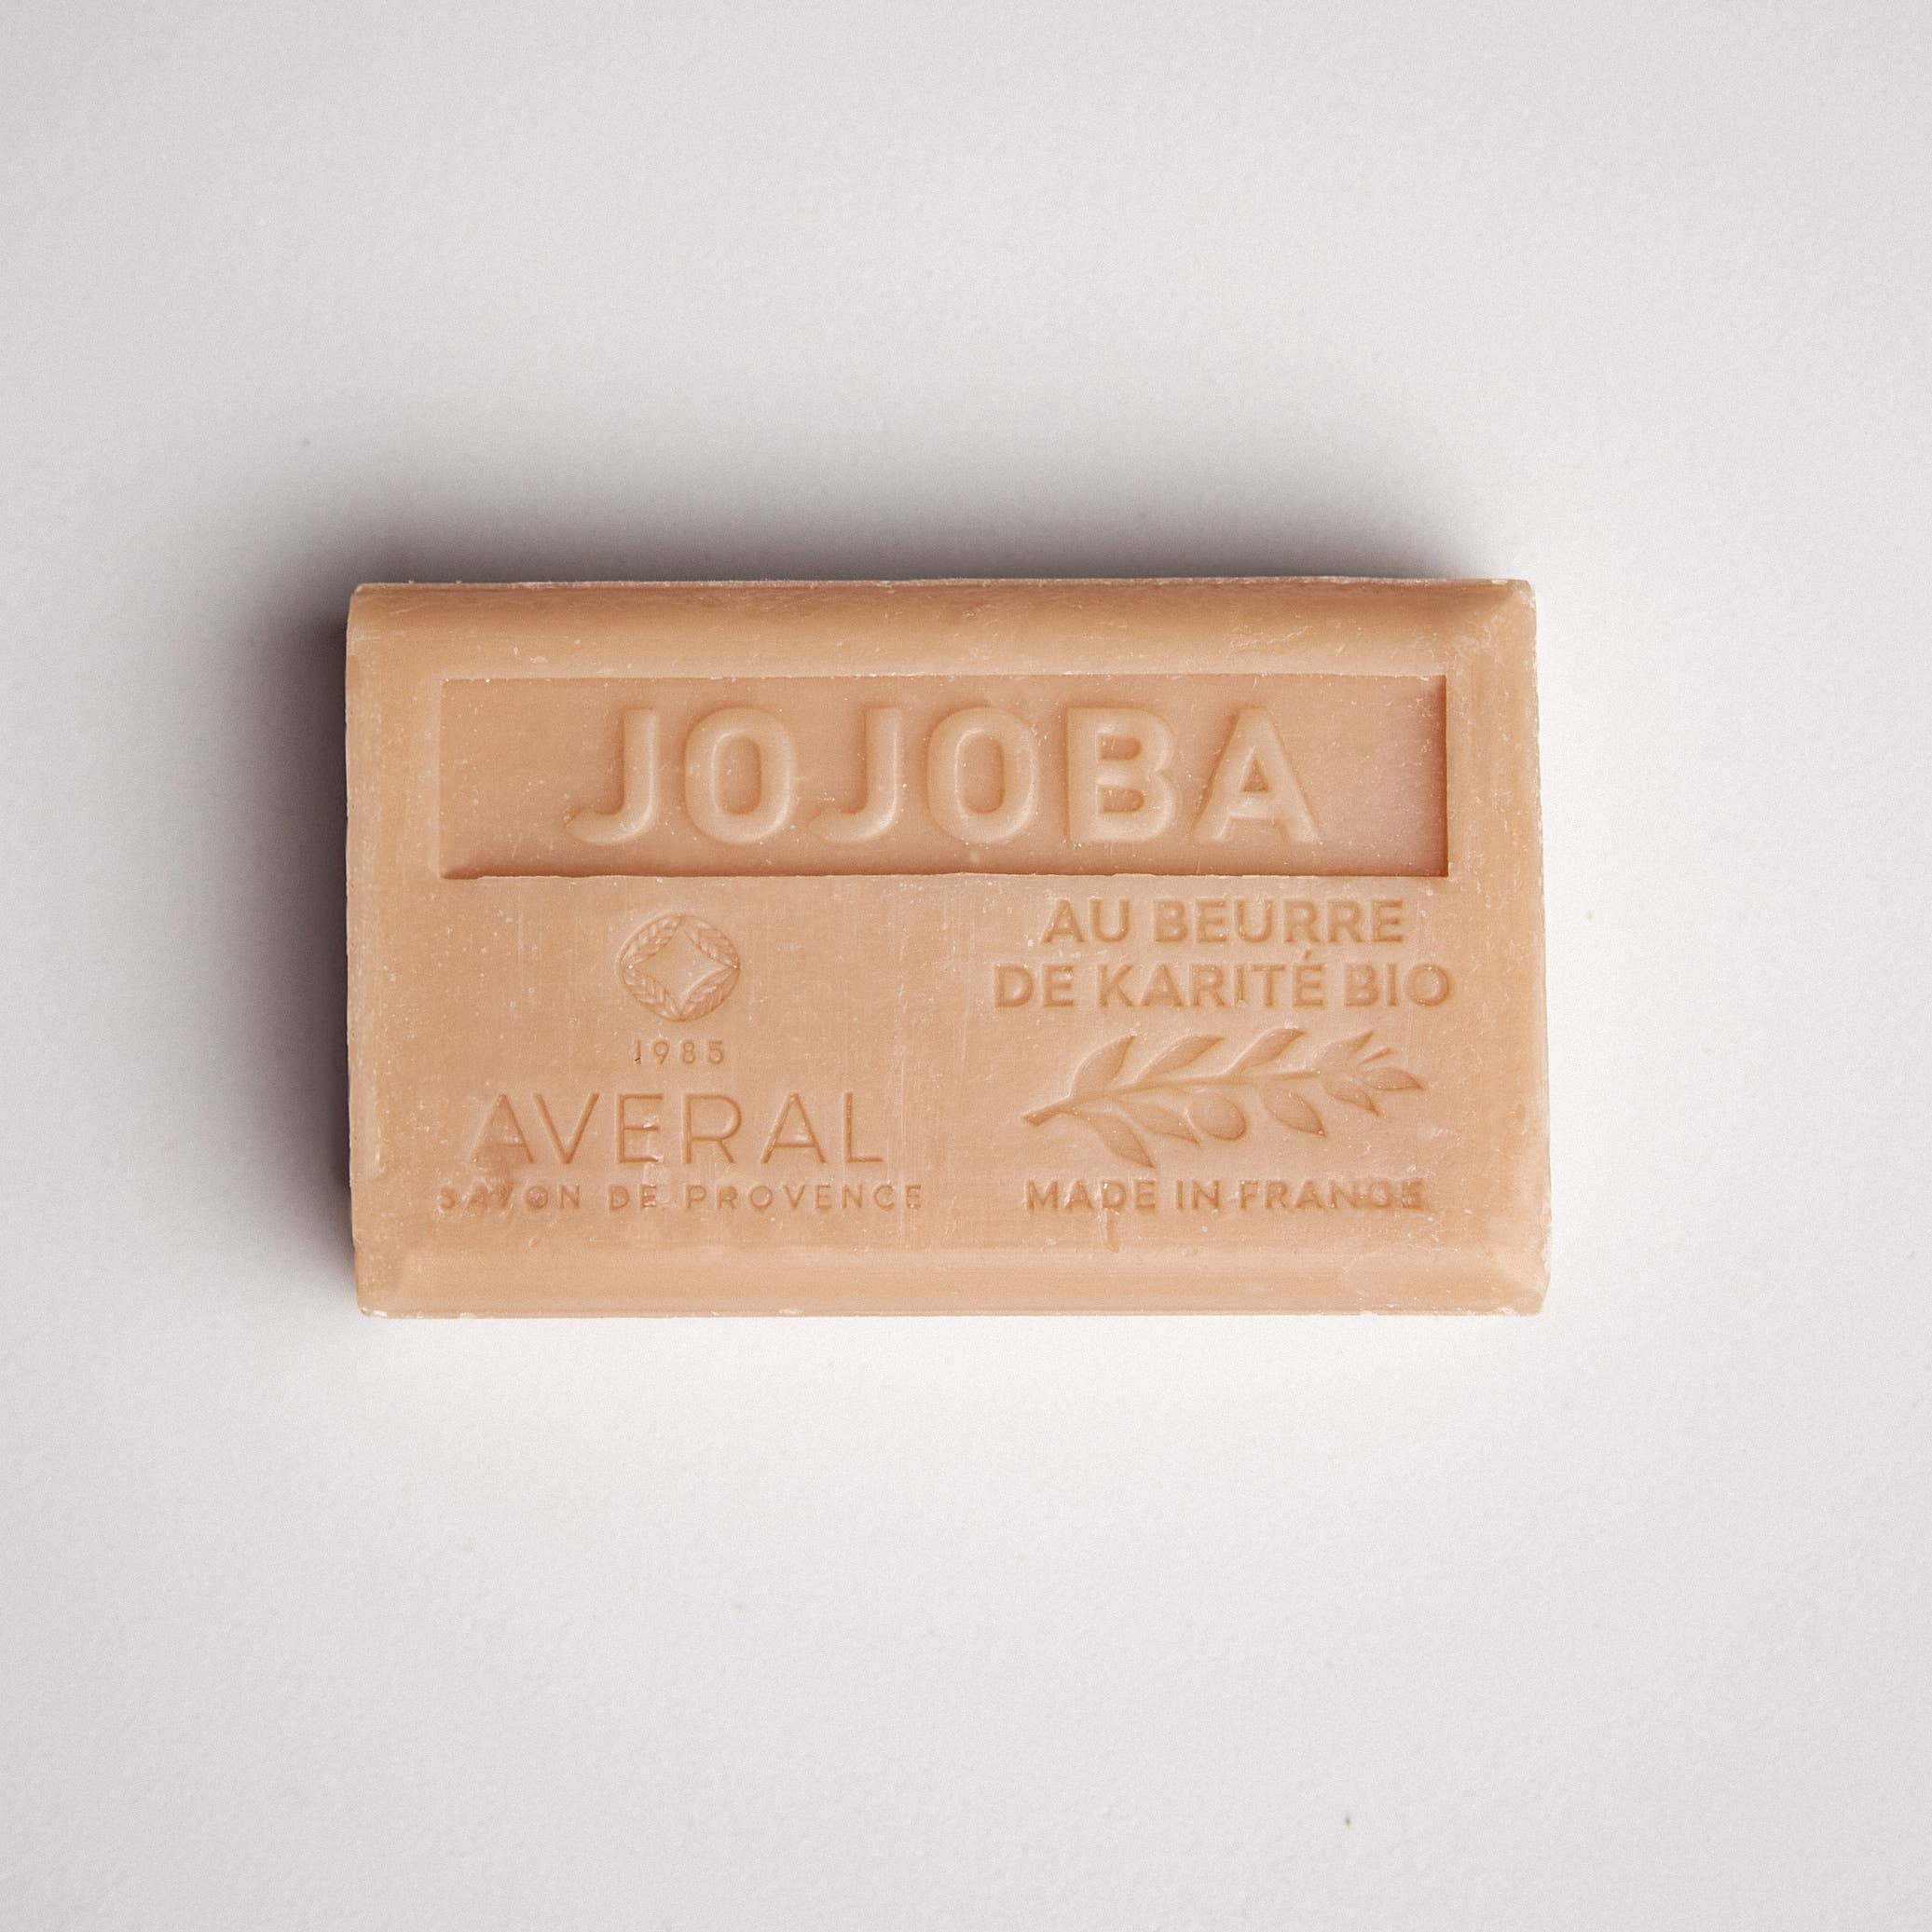 JOJOBA
1985
AVERAL
SAVON DE PROVENCE
AU BEURRE
DE KARITÉ BIO
MADE IN FRANCE